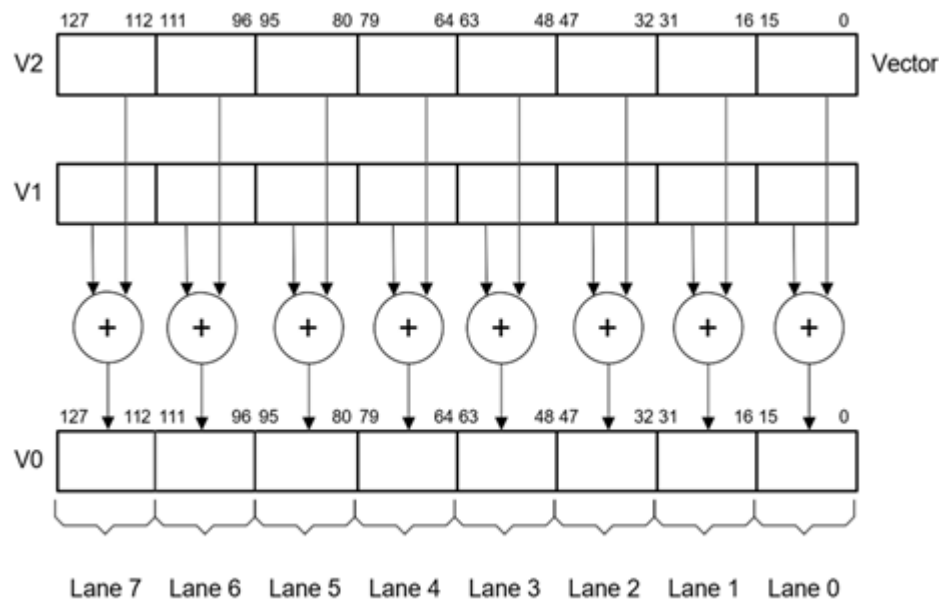 127 112 111 96 95 80 79 64 63 48 47 32 31 16 15 0
V2 Vector
V1
+ + + + + + + +
127 112 111 96 95 80 79 64 63 48 47 32 31 16 15 0
V0
Lane 7 Lane 6 Lane 5 Lane 4 Lane 3 Lane 2 Lane 1 Lane 0